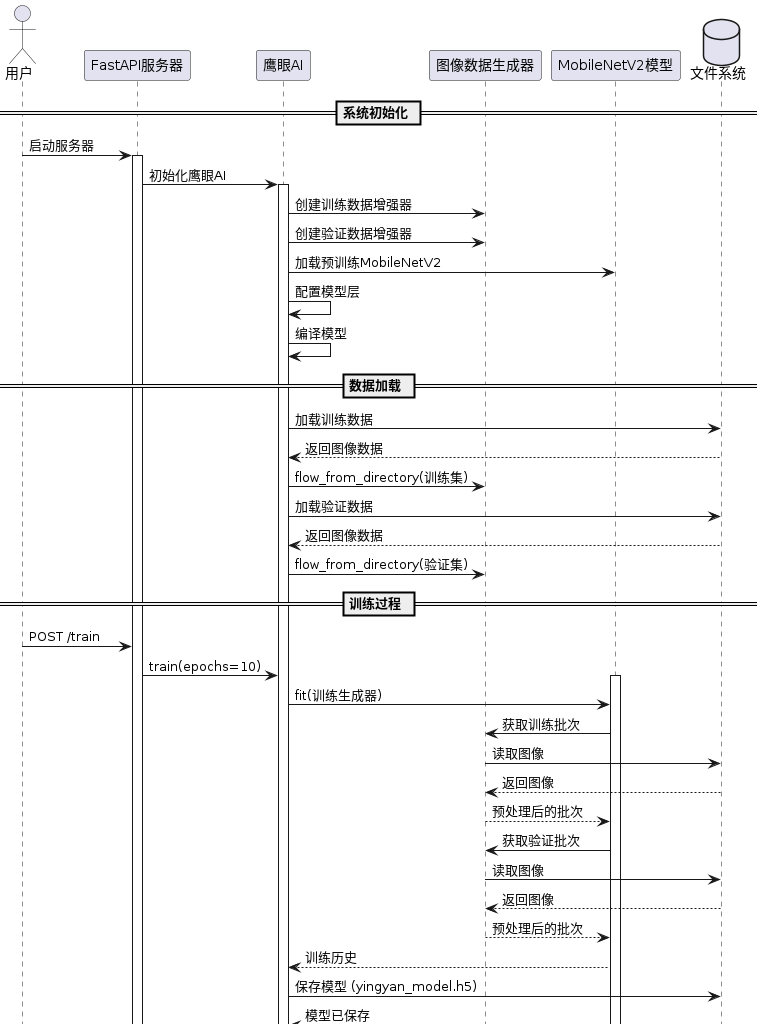 用户
FastAPI服务器
鹰眼AI
图像数据生成器
MobileNetV2模型
文件系统
系统初始化
启动服务器
初始化鹰眼AI
创建训练数据增强器
创建验证数据增强器
加载预训练MobileNetV2
配置模型层
编译模型
数据加载
加载训练数据
返回图像数据
flow_from_directory(训练集)
加载验证数据
返回图像数据
flow_from_directory(验证集)
训练过程
POST /train
train(epochs=10)
fit(训练生成器)
获取训练批次
读取图像
返回图像
预处理后的批次
获取验证批次
读取图像
返回图像
预处理后的批次
训练历史
保存模型 (yingyan_model.h5)
模型已保存